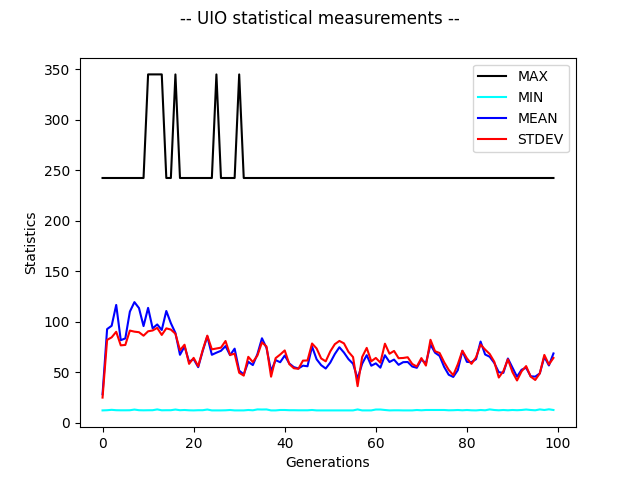 -- UIO statistical measurements --
350
300
250
200
150
100
50
0
Statistics
MAX
MIN
MEAN
STDEV
0 20 40 60 80 100
Generations